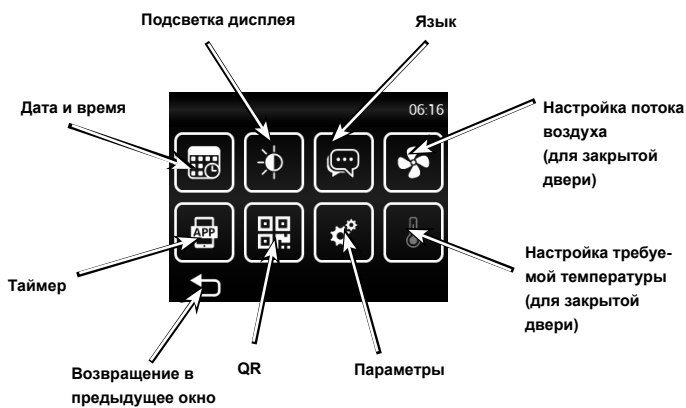 Подсветка дисплея
Язык
Дата и время
06:16
Настройка потока
воздуха
(для закрытой
двери)
APP
Таймер
Настройка требуе-
мой температуры
(для закрытой
двери)
Возвращение в
предыдущее окно
QR
Параметры